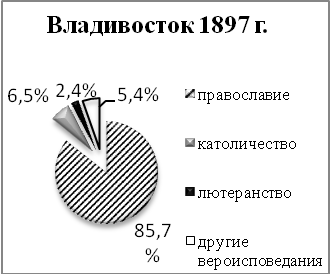 Владивосток 1897 г.
6,5%
2,4%
5,4%
85,7
%
православие
католичество
лютеранство
другие
вероисповедания